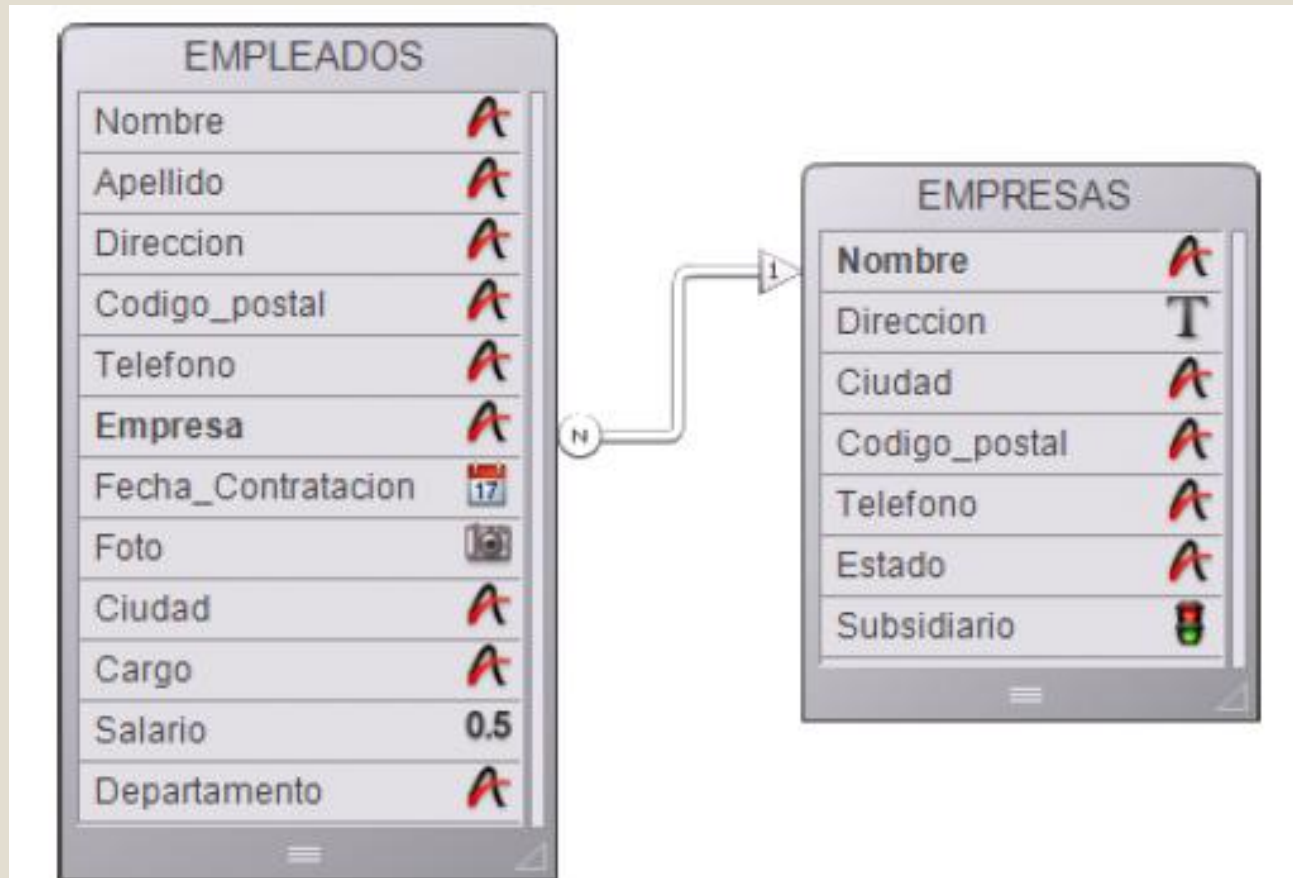 EMPLEADOS
Nombre
Apellido
Direccion
Codigo_postal
Telefono
Empresa
Fecha_Contratacion
17
Foto
Ciudad
Cargo
Salario 0.5
Departamento
N
1
EMPRESAS
Nombre
Direccion T
Ciudad
Codigo_postal
Telefono
Estado
Subsidiario